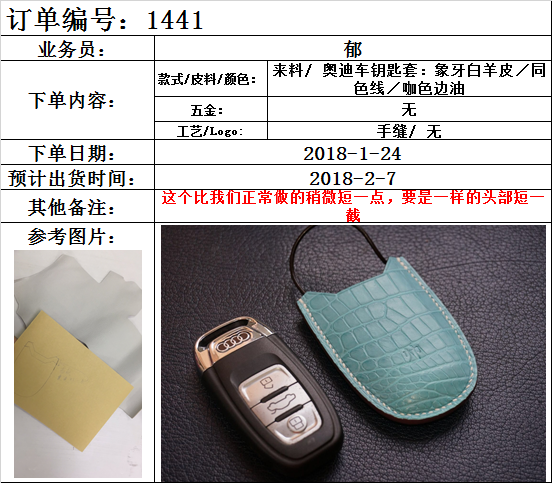 订单编号：1441
业务员：
郁
下单内容：
款式/皮料/颜色：
来料/ 奥迪车钥匙套：象牙白羊皮／同
色线／咖色边油
五金：
无
工艺/Logo:
手缝/ 无
下单日期：
2018-1-24
预计出货时间：
2018-2-7
其他备注：
这个比我们正常做的稍微短一点，要是一样的头部短一
截
参考图片：